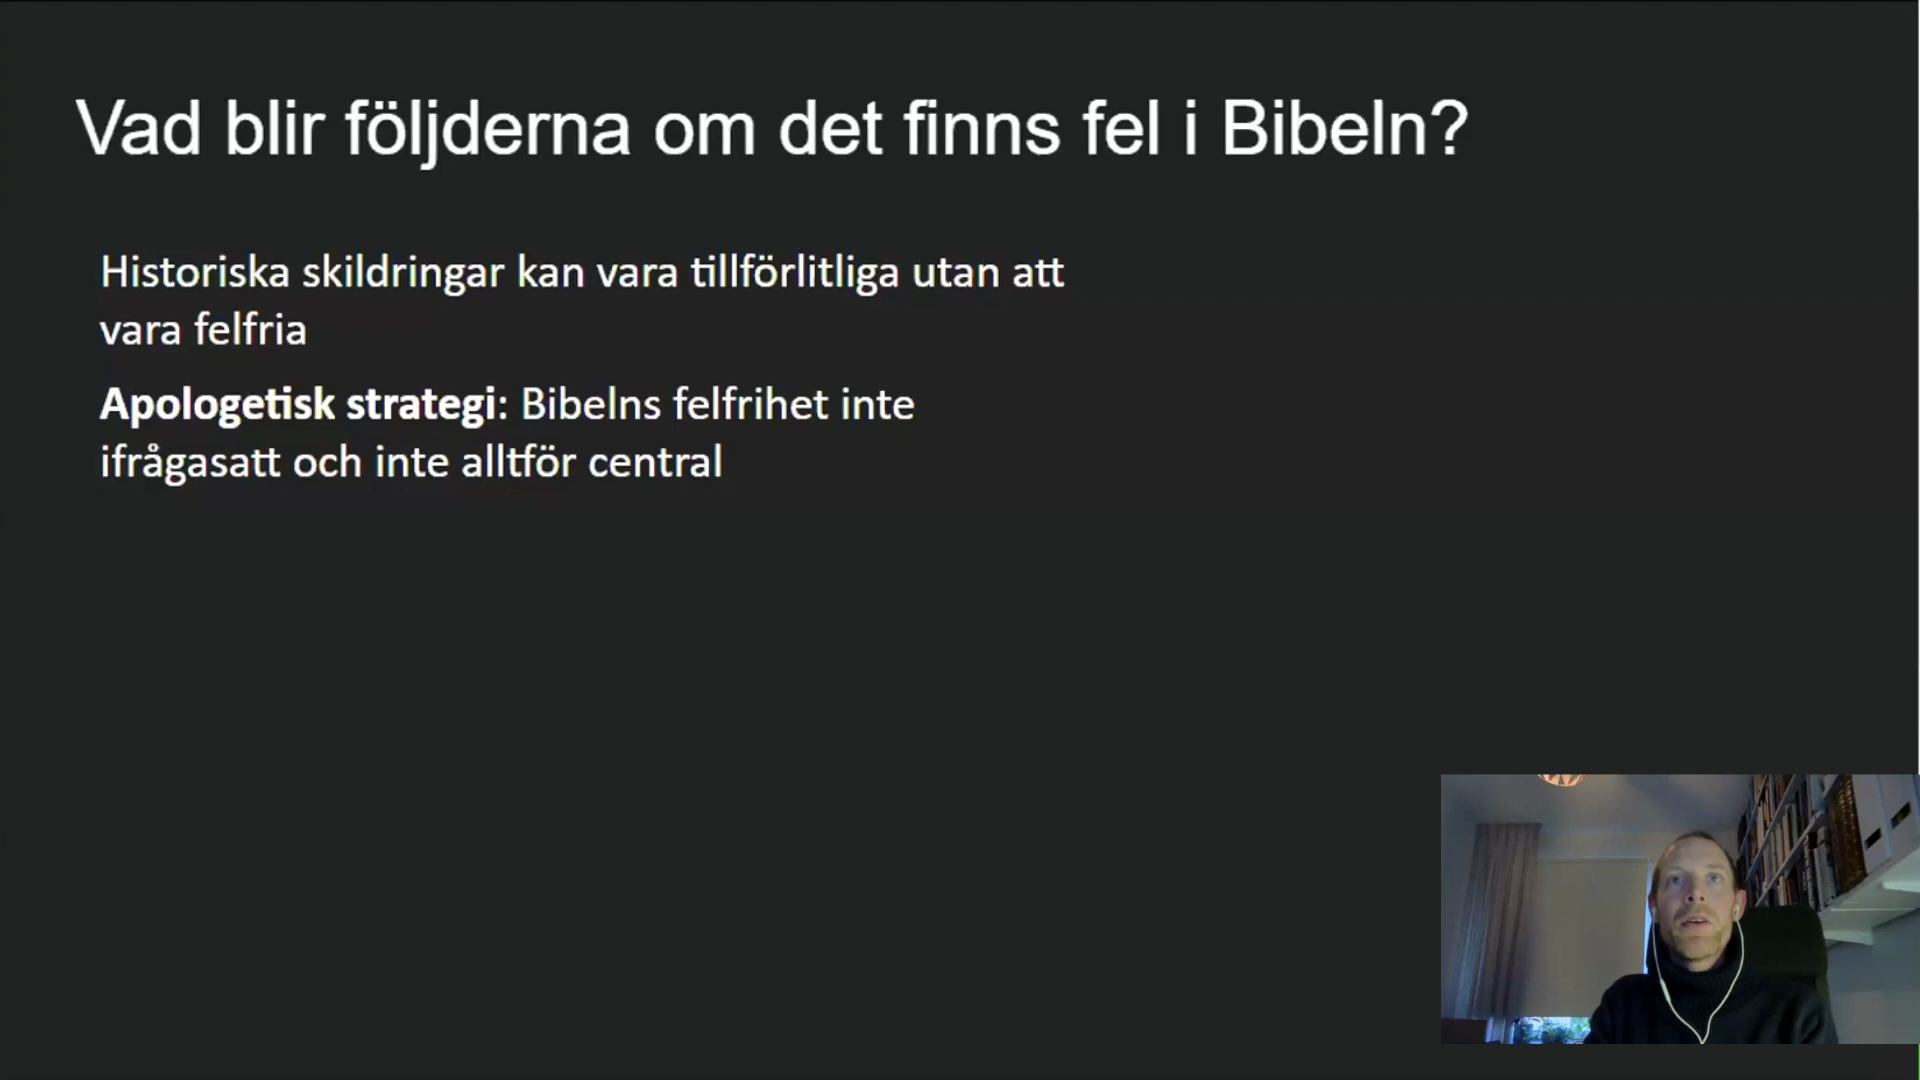 Vad blir följderna om det finns fel i Bibeln?
Historiska skildringar kan vara tillförlitliga utan att
vara felfria
Apologetisk strategi: Bibelns felfrihet inte
ifrågasatt och inte alltför central